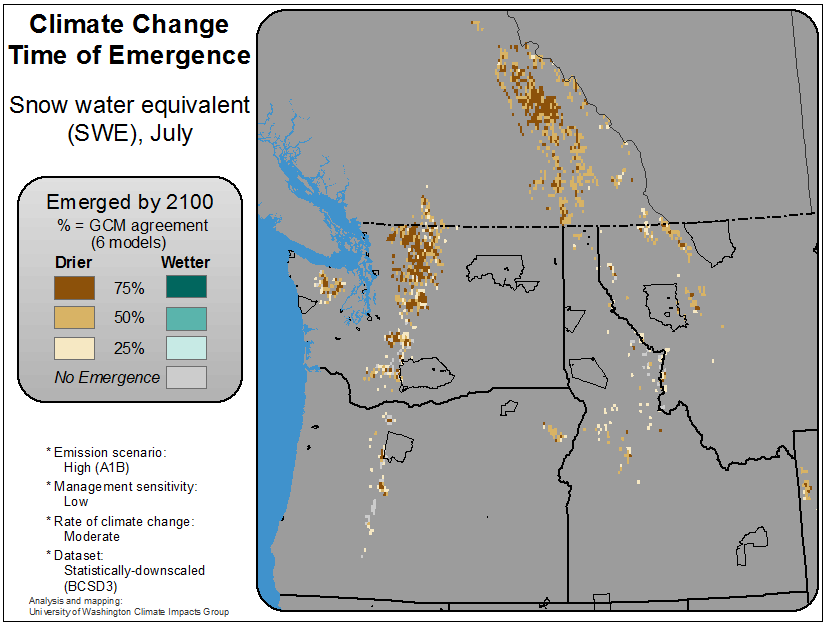 Climate Change
Time of Emergence
Snow water equivalent
(SWE), July
Emerged by 2100
% = GCM agreement
(6 models)
Drier Wetter
75%
50%
25%
No Emergence
* Emission scenario:
High (A1B)
* Management sensitivity:
Low
* Rate of climate change:
Moderate
* Dataset:
Statistically-downscaled
(BCSD3)
Analysis and mapping:
University of Washington Climate Impacts Group